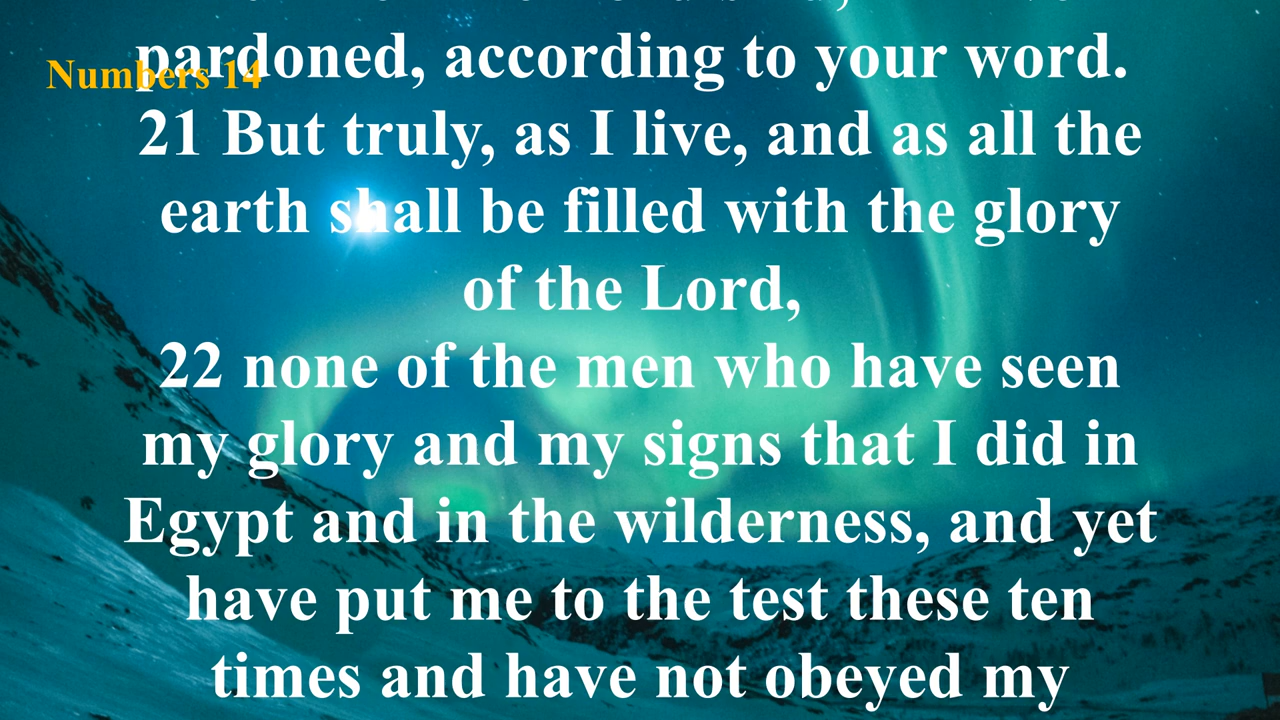 Numbers 14
pardoned, according to your word.
21 But truly, as I live, and as all the
earth shall be filled with the glory
of the Lord,
22 none of the men who have seen
my glory and my signs that I did in
Egypt and in the wilderness, and yet
have put me to the test these ten
times and have not obeyed my